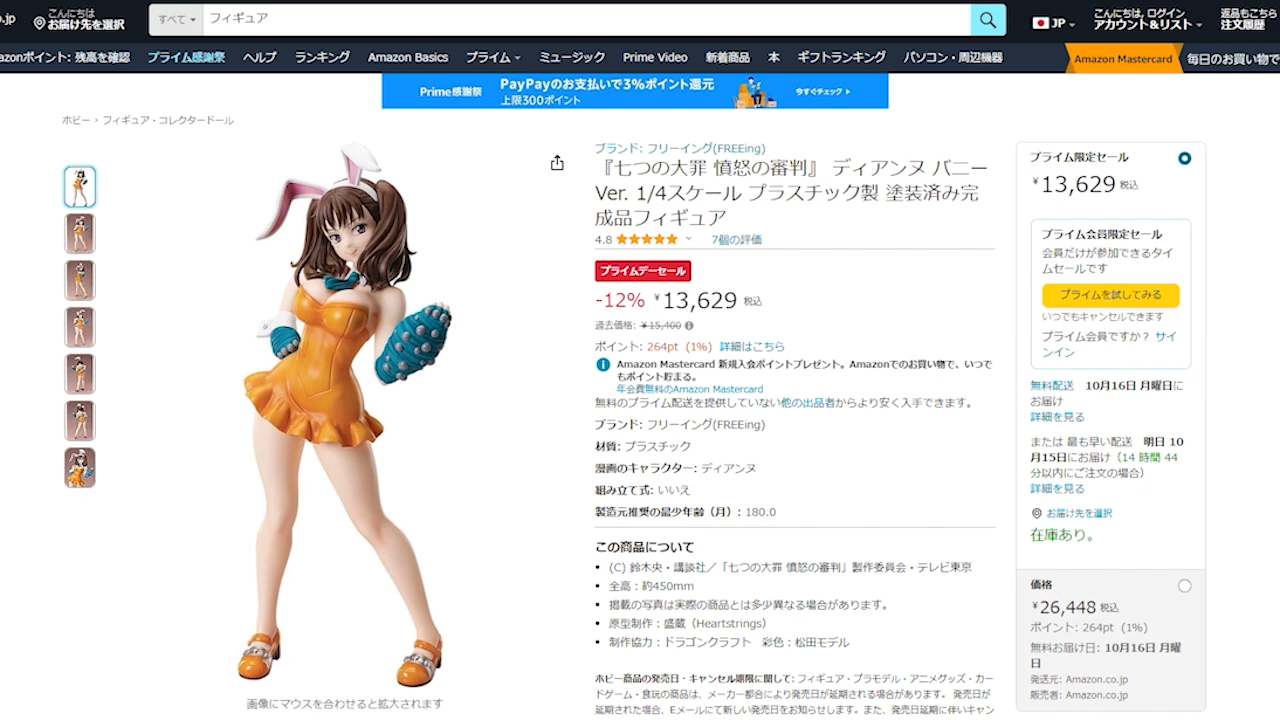 .jp
こんにちは
お届け先を選択
すべて
フィギュア
JP
こんにちは, ログイン
アカウント&リスト
返品もこちら
注文履歴
azonポイント: 残高を確認 プライム感謝祭 ヘルプ ランキング Amazon Basics プライム ミュージック Prime Video 新着商品 本 ギフトランキング パソコン・周辺機器
Amazon Mastercard 毎日のお買い物で
Prime感謝祭
PayPayのお支払いで3%ポイント還元
上限300ポイント
今すぐチェック
ホビー › フィギュア・コレクタードール
画像にマウスを合わせると拡大されます
ブランド: フリーイング(FREEing)
『七つの大罪 憤怒の審判』 ディアンヌ バニー
Ver. 1/4スケール プラスチック製 塗装済み完
成品フィギュア
4.8 7個の評価
プライムデーセール
-12% ¥13,629 税込
過去価格: ¥15,400
ポイント: 264pt (1%) 詳細はこちら
Amazon Mastercard 新規入会ポイントプレゼント。Amazonでのお買い物で、いつで
もポイント貯まる。
年会費無料のAmazon Mastercard
無料のプライム配送を提供していない他の出品者からより安く入手できます。
ブランド: フリーイング(FREEing)
材質: プラスチック
漫画のキャラクター: ディアンヌ
組み立て式: いいえ
製造元推奨の最少年齢（月）: 180.0
この商品について
(C) 鈴木央・講談社／「七つの大罪 憤怒の審判」製作委員会・テレビ東京
全高：約450mm
掲載の写真は実際の商品とは多少異なる場合があります。
原型制作：盛蔵（Heartstrings）
制作協力：ドラゴンクラフト 彩色：松田モデル
ホビー商品の発売日・キャンセル期限に関して: フィギュア・プラモデル・アニメグッズ・カー
ドゲーム・食玩の商品は、メーカー都合により発売日が延期される場合があります。 発売日が
延期された場合、Eメールにて新しい発売日をお知らせします。また、発売日延期に伴いキャン
プライム限定セール
¥13,629 税込
プライム会員限定セール
会員だけが参加できるタイ
ムセールです
プライムを試してみる
いつでもキャンセルできます
プライム会員ですか？ サイ
ンイン
無料配送 10月16日 月曜日に
お届け
詳細を見る
または 最も早い配送 明日 10
月15日にお届け（14 時間 44
分以内にご注文の場合）
詳細を見る
お届け先を選択
在庫あり。
価格
¥26,448 税込
ポイント: 264pt (1%)
無料お届け日: 10月16日 月曜
日
発送元: Amazon.co.jp
販売者: Amazon.co.jp